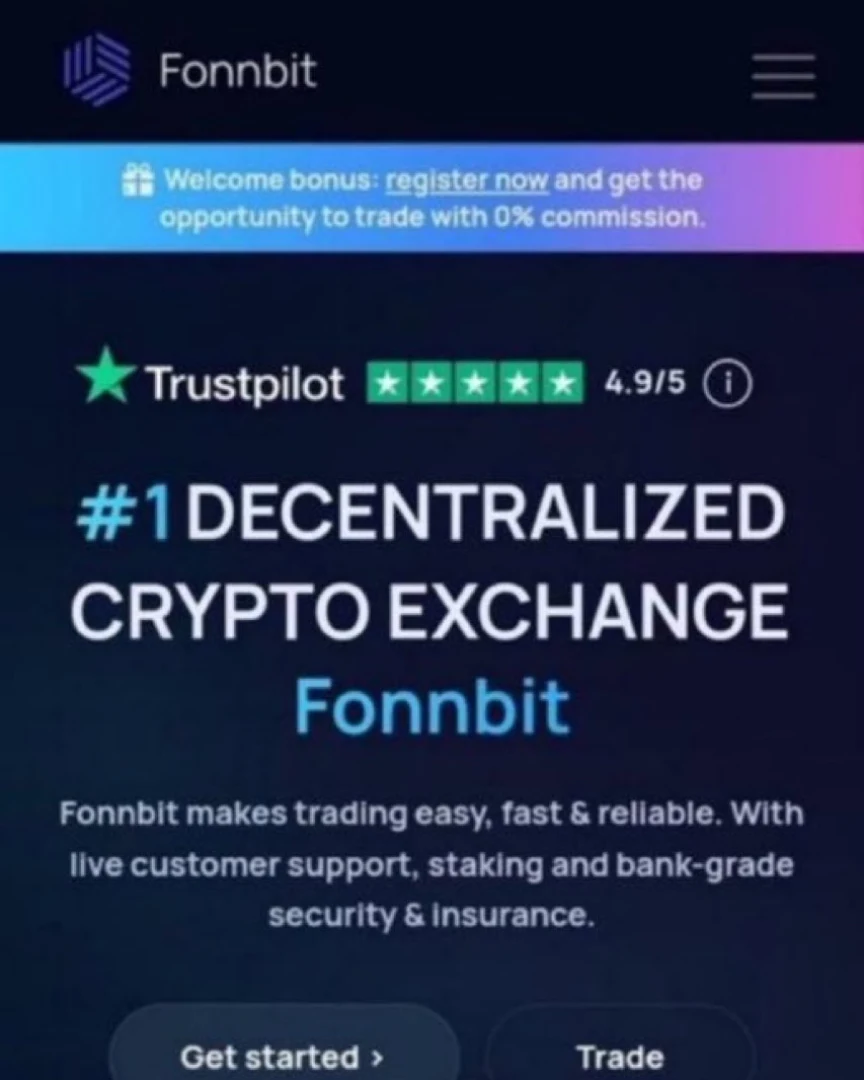 Fonnbit
Welcome bonus: register now and get the
opportunity to trade with 0% commission.
Trustpilot 4.9/5 i
#1 DECENTRALIZED
CRYPTO EXCHANGE
Fonnbit
Fonnbit makes trading easy, fast & reliable. With
live customer support, staking and bank-grade
security & insurance.
Get started › Trade